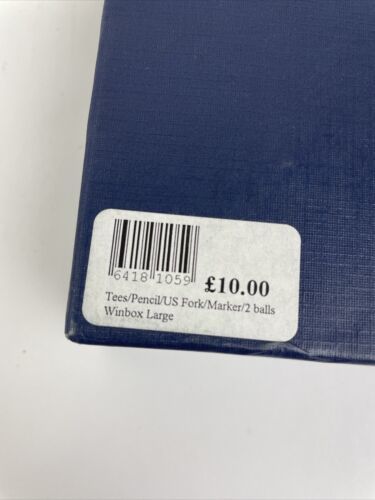 6418 1059
£10.00
Tees/Pencil/US Fork/Marker/2 balls
Winbox Large